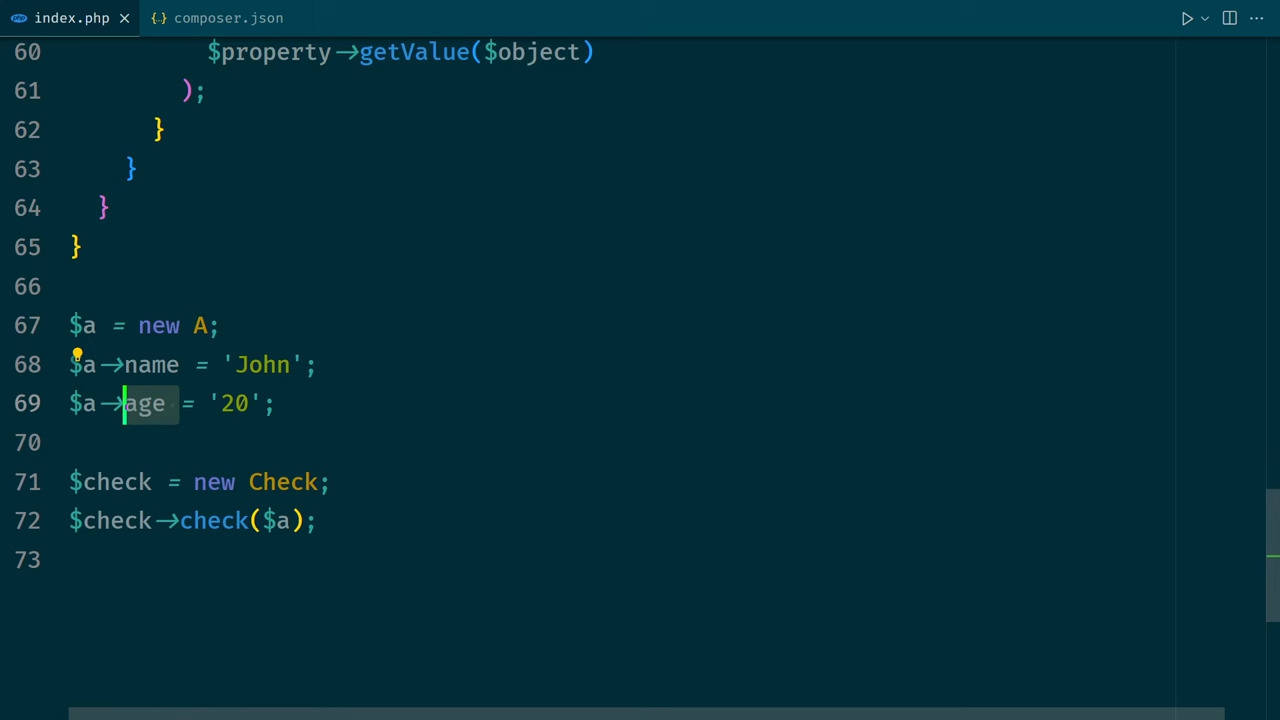 index.php composer.json
60 $property->getValue($object)
61 );
62 }
63 }
64 }
65 }
66
67 $a = new A;
68 $a->name = 'John';
69 $a->age = '20';
70
71 $check = new Check;
72 $check->check($a);
73